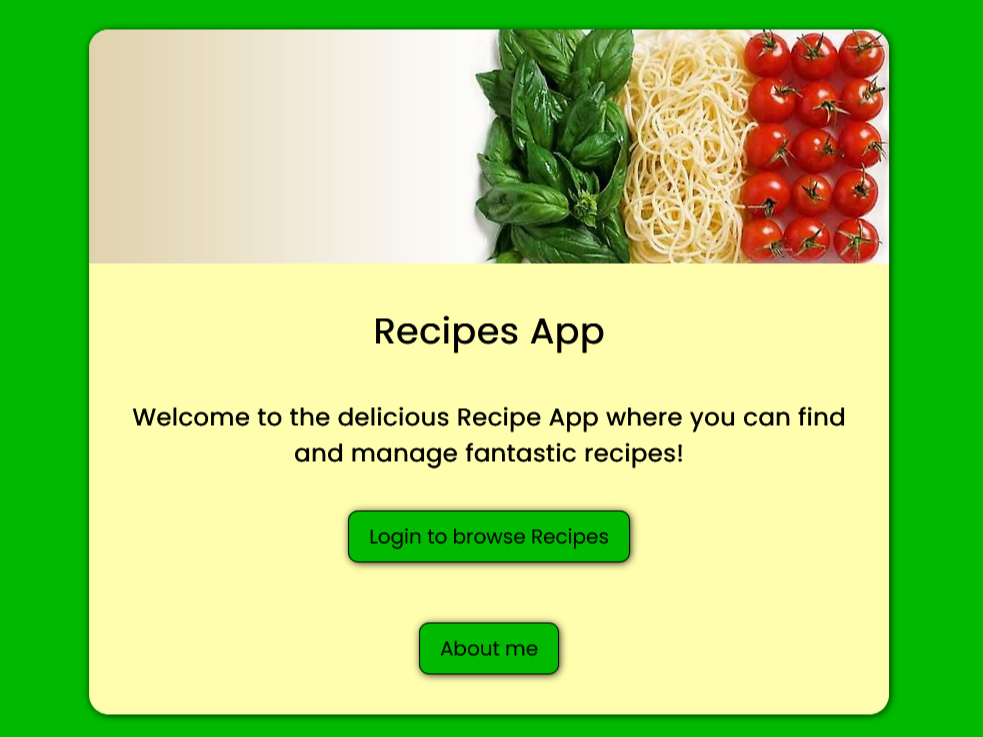 Recipes App
Welcome to the delicious Recipe App where you can find
and manage fantastic recipes!
Login to browse Recipes
About me